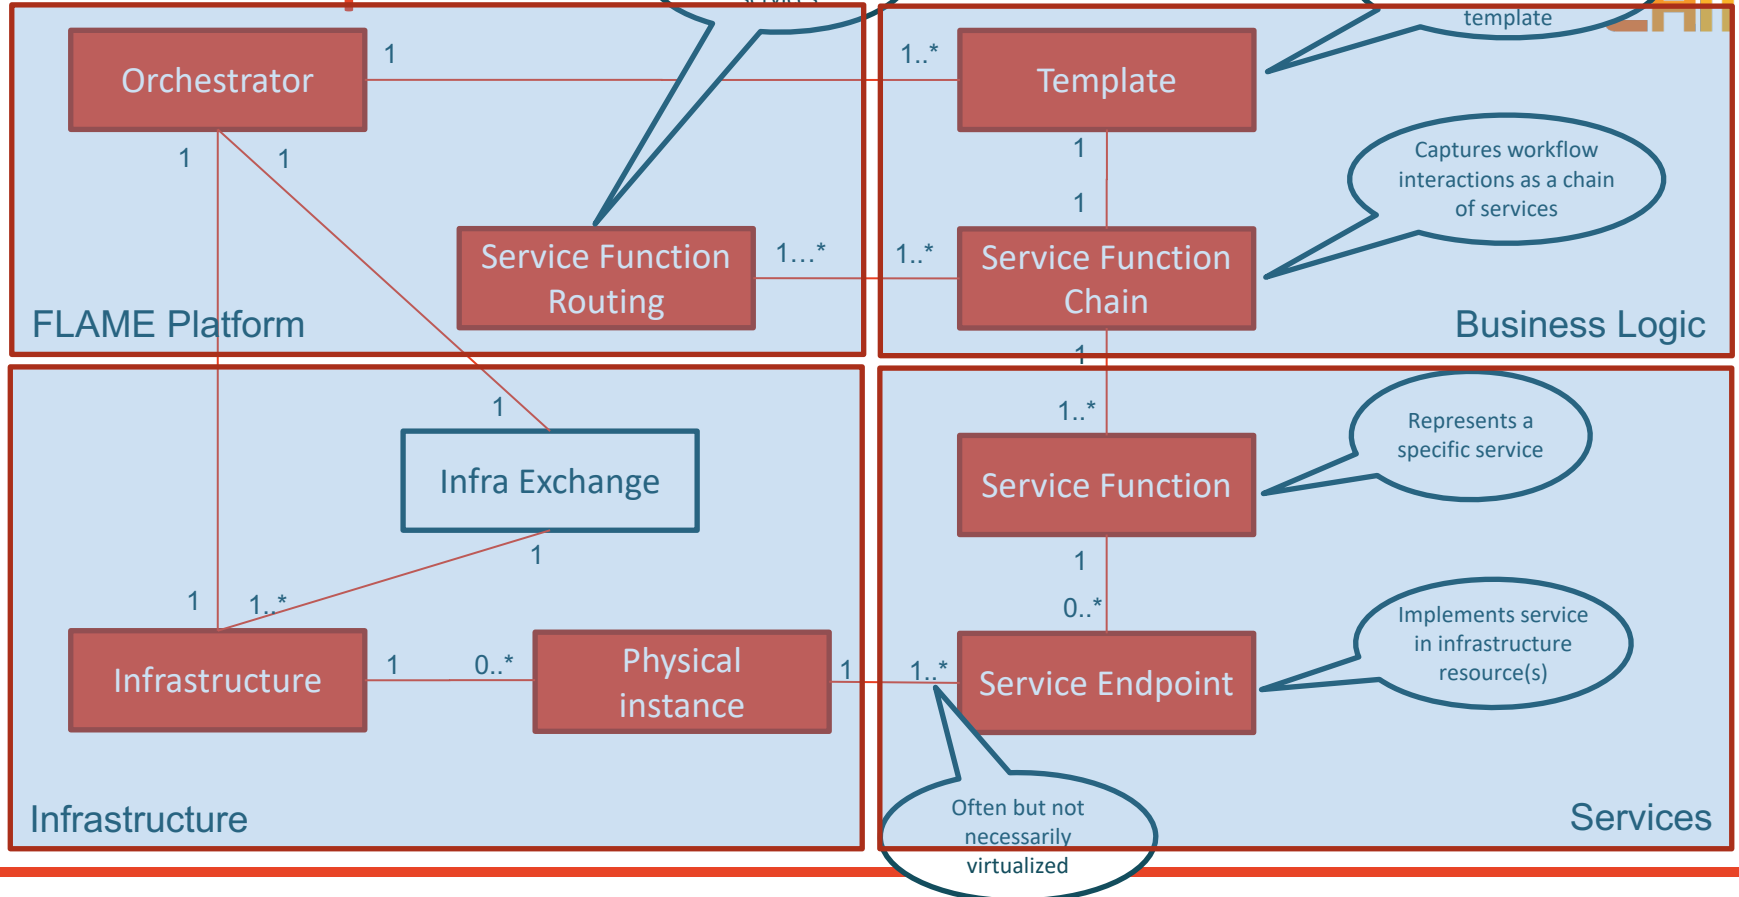 template
Orchestrator
1
1..*
Template
1
1
1
Captures workflow
interactions as a chain
of services
1
Service Function
Routing
1...*
1..*
Service Function
Chain
FLAME Platform
Business Logic
1
1
1..*
Represents a
specific service
Infra Exchange
Service Function
1
1
1
1..*
0..*
Implements service
in infrastructure
resource(s)
Infrastructure
1
0..*
Physical
instance
1
1..*
Service Endpoint
Often but not
necessarily
virtualized
Infrastructure
Services